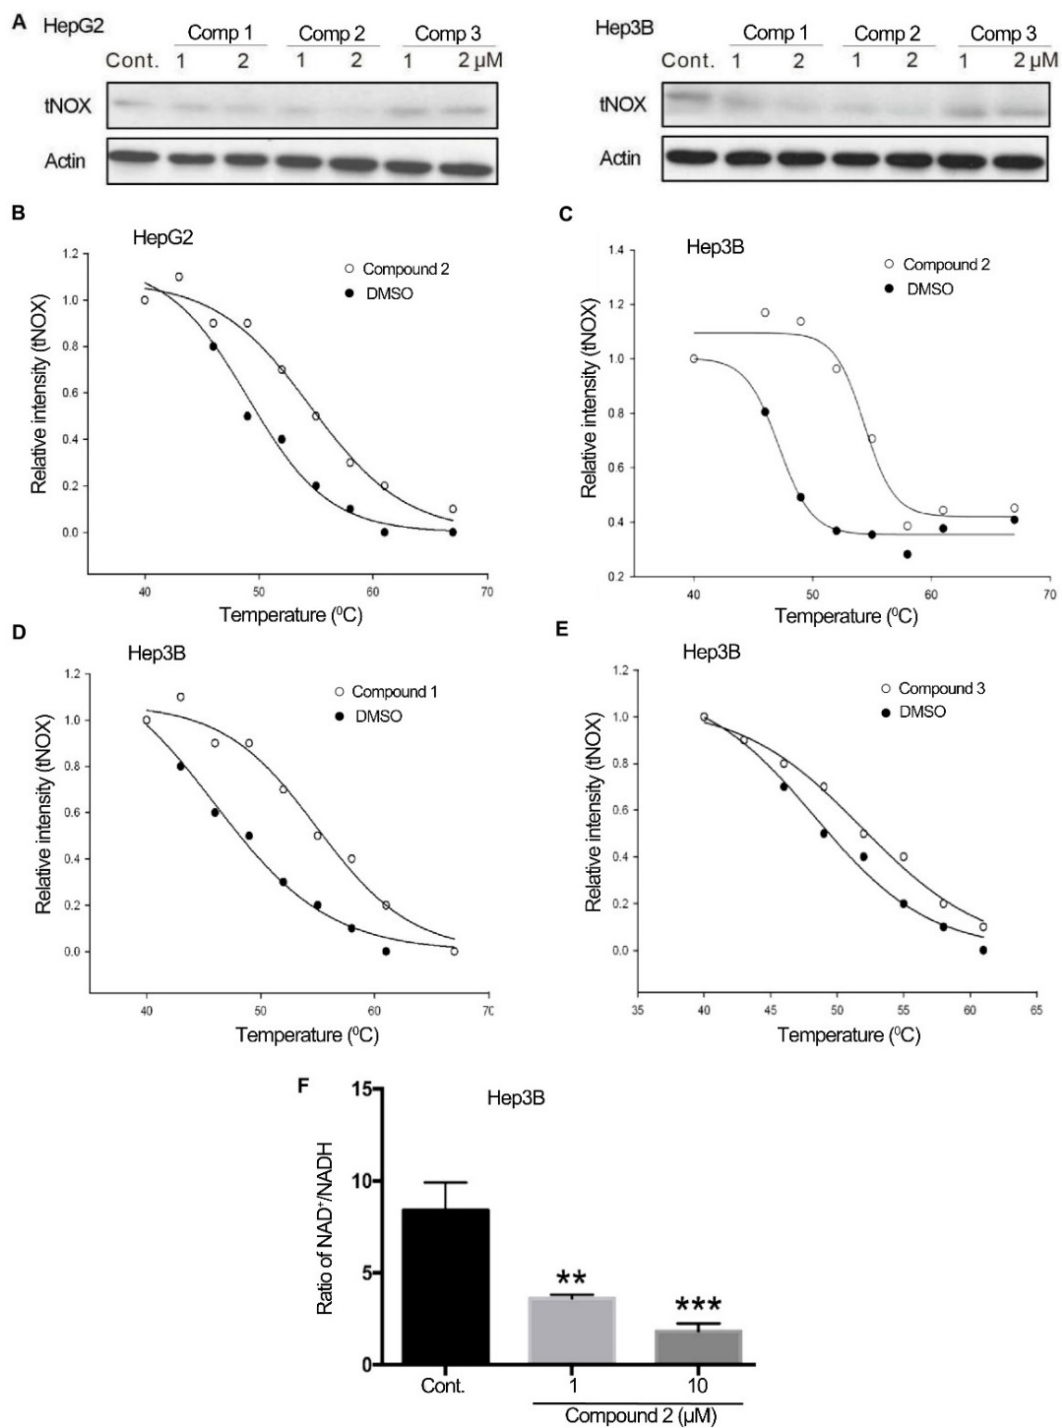 A HepG2 Comp 1 Comp 2 Comp 3
Cont. 1 2 1 2 1 2 µM
tNOX
Actin
Hep3B Comp 1 Comp 2 Comp 3
Cont. 1 2 1 2 1 2 µM
tNOX
Actin
B
HepG2
Compound 2
DMSO
Relative intensity (tNOX)
1.2
1.0
0.8
0.6
0.4
0.2
0.0
40 50 60 70
Temperature (⁰C)
C
Hep3B
Compound 2
DMSO
Relative intensity (tNOX)
1.4
1.2
1.0
0.8
0.6
0.4
0.2
40 50 60 70
Temperature (⁰C)
D
Hep3B
Compound 1
DMSO
Relative intensity (tNOX)
1.2
1.0
0.8
0.6
0.4
0.2
0.0
40 50 60 70
Temperature (⁰C)
E
Hep3B
Compound 3
DMSO
Relative intensity (tNOX)
1.2
1.0
0.8
0.6
0.4
0.2
0.0
35 40 45 50 55 60 65
Temperature (⁰C)
F
Hep3B
Ratio of NAD⁺/NADH
15
10
5
0
**
***
Cont. 1 10
Compound 2 (µM)